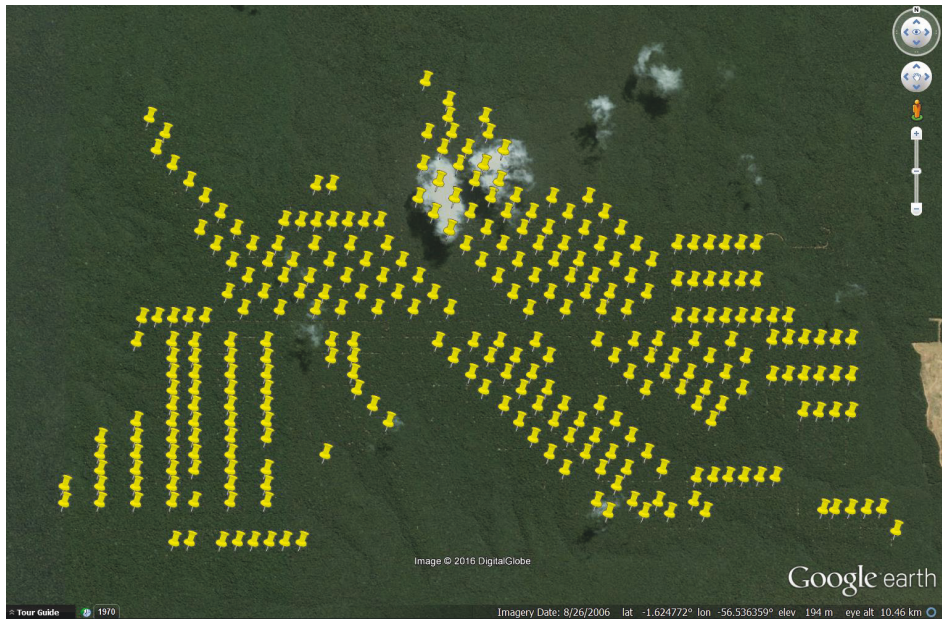 N
Image © 2016 DigitalGlobe
Google earth
Tour Guide 1970 Imagery Date: 8/26/2006 lat -1.624772° lon -56.536359° elev 194 m eye alt 10.46 km